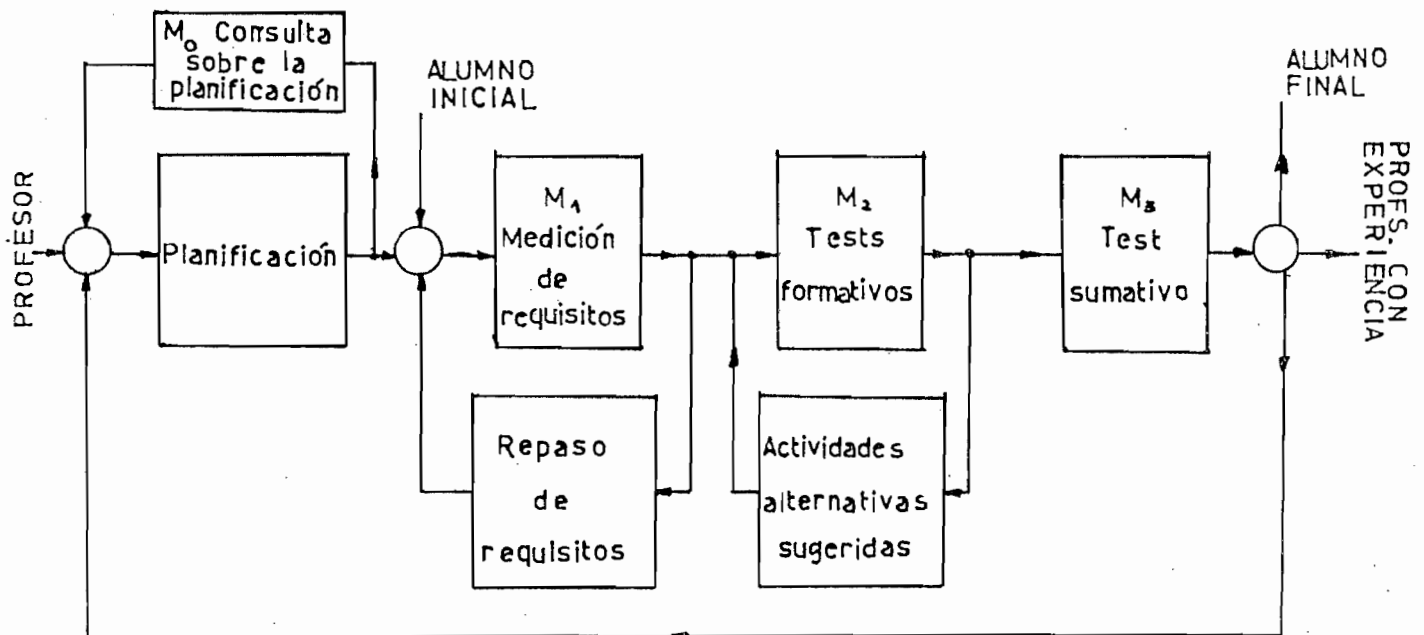 M₀ Consulta
sobre la
planificación
ALUMNO
INICIAL
ALUMNO
FINAL
PROFESOR
Planificación
M₁
Medición
de
requisitos
M₂
Tests
formativos
M₃
Test
sumativo
PROFS. CON
EXPERIENCIA
Repaso
de
requisitos
Actividades
alternativas
sugeridas